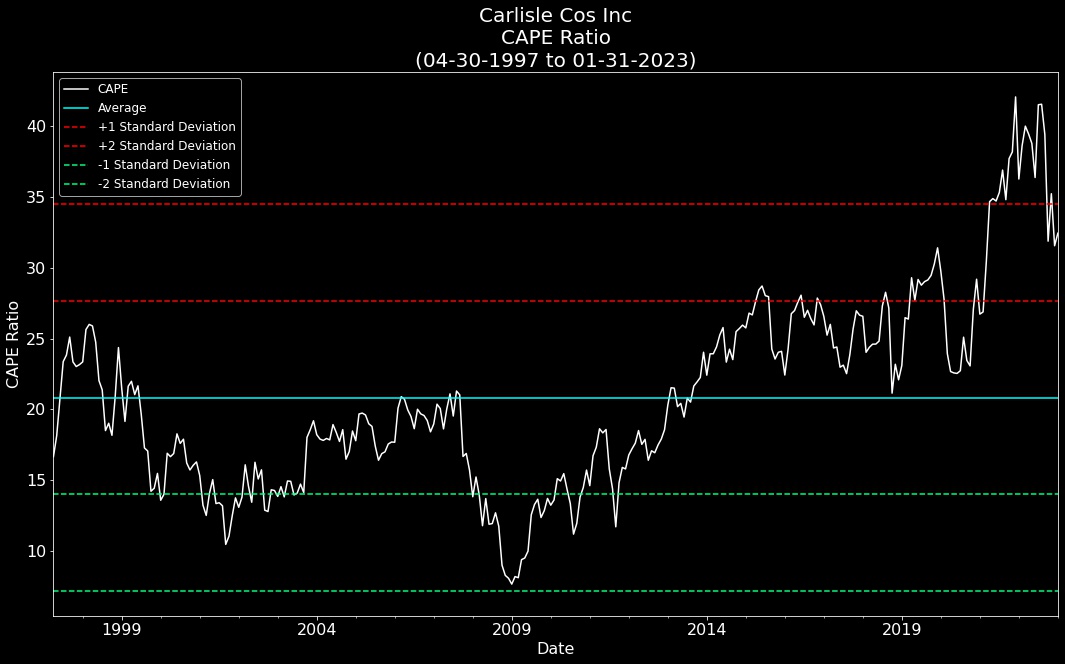 Carlisle Cos Inc
CAPE Ratio
(04-30-1997 to 01-31-2023)
CAPE
Average
+1 Standard Deviation
+2 Standard Deviation
-1 Standard Deviation
-2 Standard Deviation
40
35
30
25
20
15
10
CAPE Ratio
1999 2004 2009 2014 2019
Date